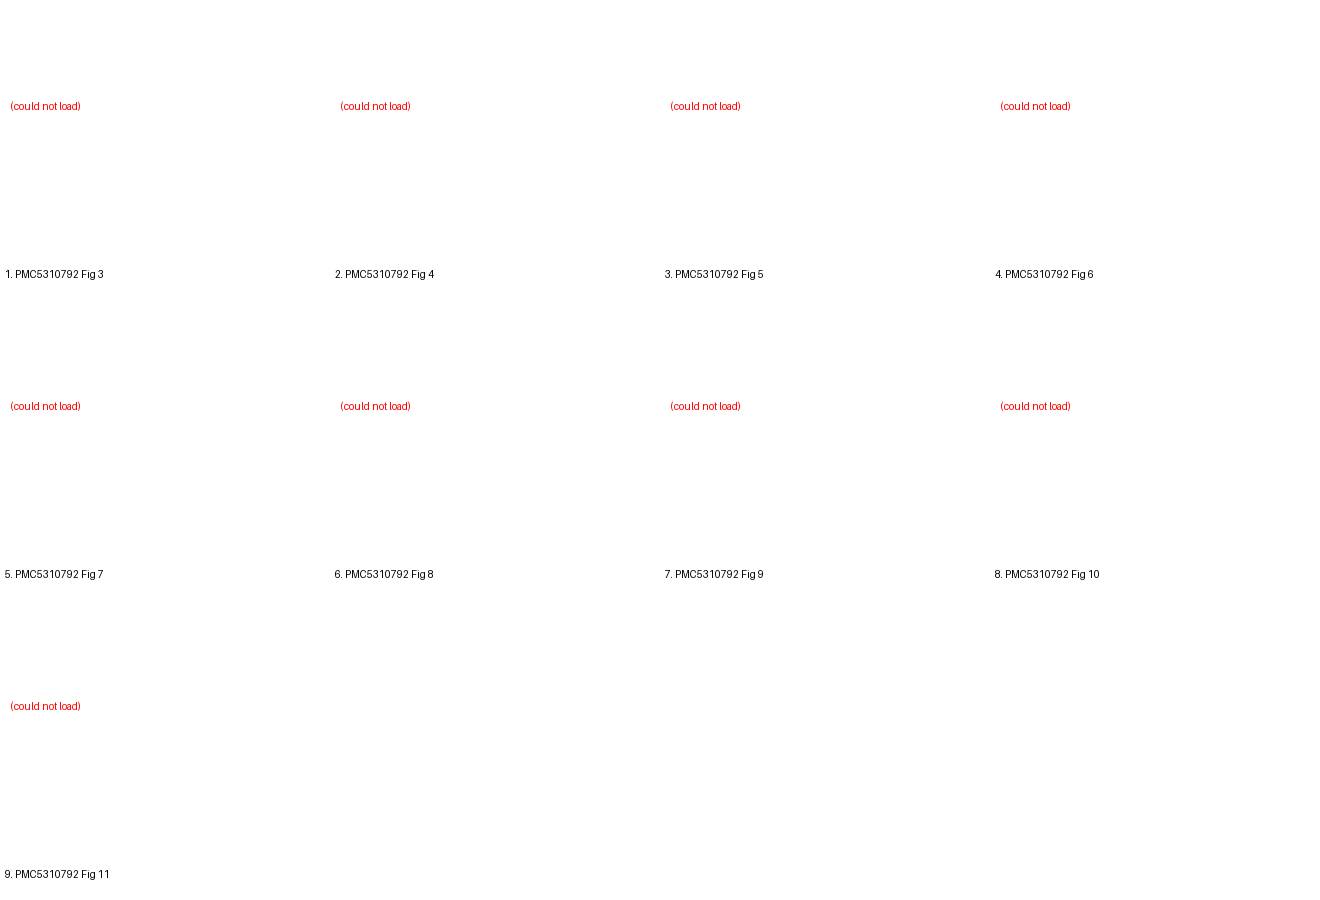 (could not load) (could not load) (could not load) (could not load)
1. PMC5310792 Fig 3 2. PMC5310792 Fig 4 3. PMC5310792 Fig 5 4. PMC5310792 Fig 6
(could not load) (could not load) (could not load) (could not load)
5. PMC5310792 Fig 7 6. PMC5310792 Fig 8 7. PMC5310792 Fig 9 8. PMC5310792 Fig 10
(could not load)
9. PMC5310792 Fig 11